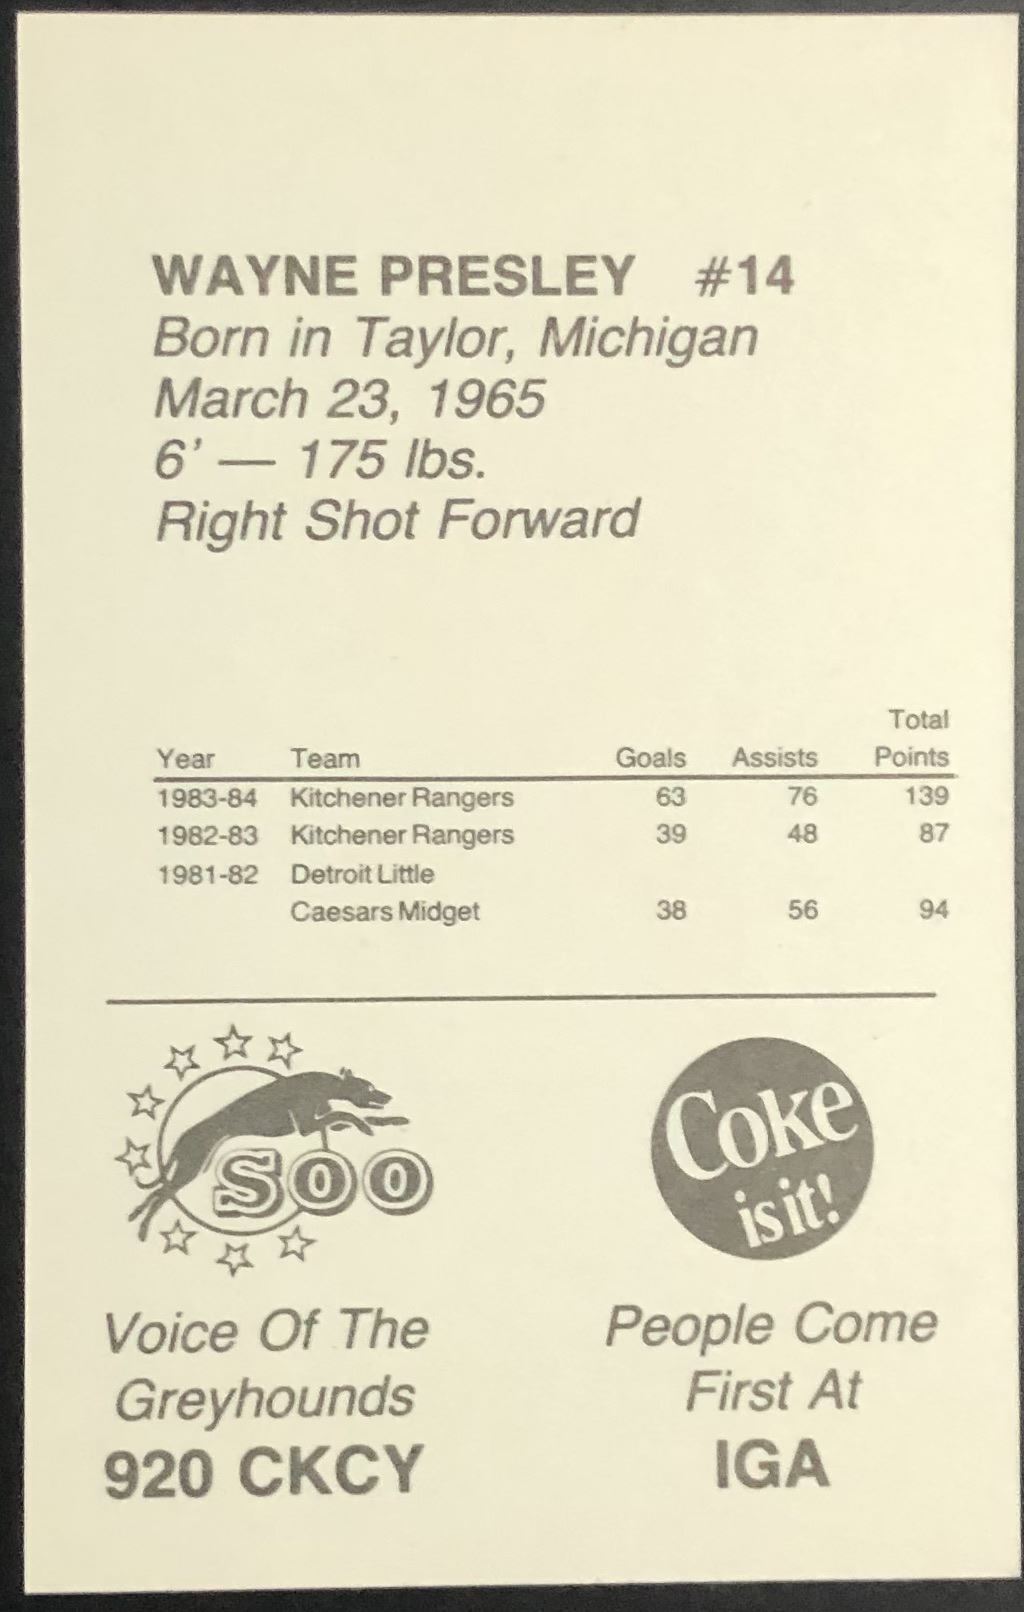 WAYNE PRESLEY #14
Born in Taylor, Michigan
March 23, 1965
6' — 175 lbs.
Right Shot Forward
Total
Year Team Goals Assists Points
1983-84 Kitchener Rangers 63 76 139
1982-83 Kitchener Rangers 39 48 87
1981-82 Detroit Little
Caesars Midget 38 56 94
SOO
Coke
is it!
Voice Of The
Greyhounds
920 CKCY
People Come
First At
IGA